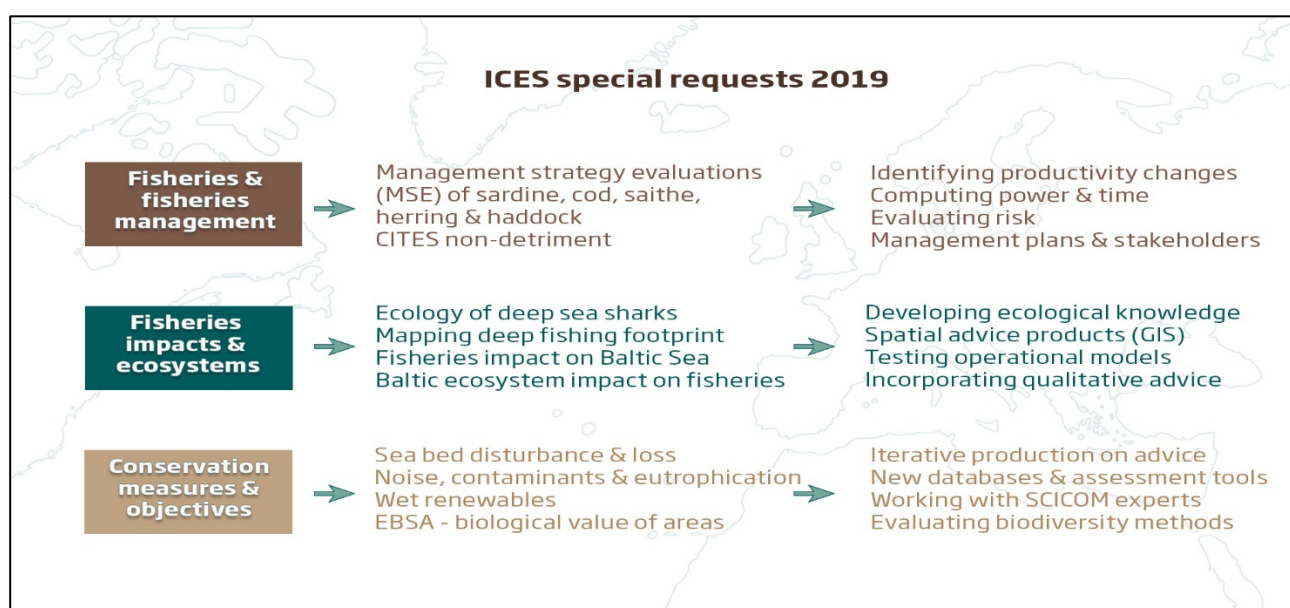 ICES special requests 2019
Fisheries &
fisheries
management
Management strategy evaluations
(MSE) of sardine, cod, saithe,
herring & haddock
CITES non-detriment
Identifying productivity changes
Computing power & time
Evaluating risk
Management plans & stakeholders
Fisheries
impacts &
ecosystems
Ecology of deep sea sharks
Mapping deep fishing footprint
Fisheries impact on Baltic Sea
Baltic ecosystem impact on fisheries
Developing ecological knowledge
Spatial advice products (GIS)
Testing operational models
Incorporating qualitative advice
Conservation
measures &
objectives
Sea bed disturbance & loss
Noise, contaminants & eutrophication
Wet renewables
EBSA - biological value of areas
Iterative production on advice
New databases & assessment tools
Working with SCICOM experts
Evaluating biodiversity methods